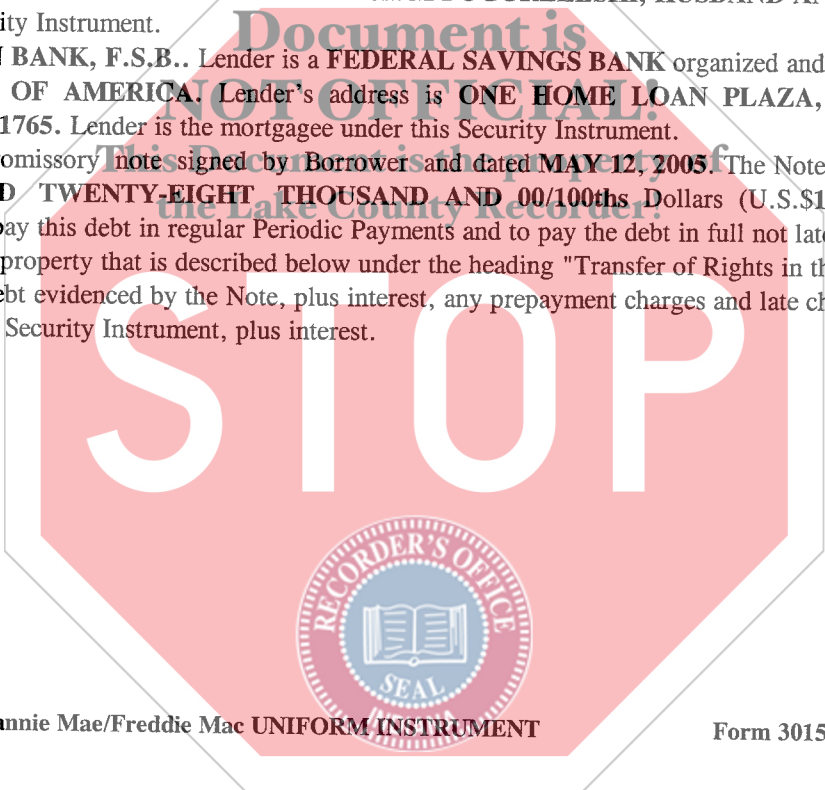 HUSBAND A
ity Instrument.
Document is
BANK, F.S.B.. Lender is a FEDERAL SAVINGS BANK organized and
OF AMERICA. Lender's address is ONE HOME LOAN PLAZA,
NOT OFFICIAL!
1765. Lender is the mortgagee under this Security Instrument.
omissory note signed by Borrower and dated MAY 12, 2005. The Note
This Document is the property of
D TWENTY-EIGHT THOUSAND AND 00/100ths Dollars (U.S.$1
the Lake County Recorder!
pay this debt in regular Periodic Payments and to pay the debt in full not late
property that is described below under the heading "Transfer of Rights in th
ebt evidenced by the Note, plus interest, any prepayment charges and late ch
Security Instrument, plus interest.
STOP
RECORDER'S OFFICE
SEAL
INDIANA
annie Mae/Freddie Mac UNIFORM INSTRUMENT
Form 3015